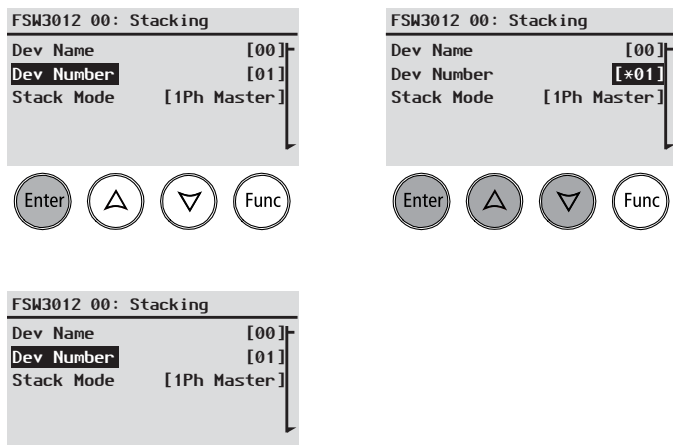 FSW3012 00: Stacking
Dev Name [00]
Dev Number [01]
Stack Mode [1Ph Master]
Enter Func
FSW3012 00: Stacking
Dev Name [00]
Dev Number [*01]
Stack Mode [1Ph Master]
Enter Func
FSW3012 00: Stacking
Dev Name [00]
Dev Number [01]
Stack Mode [1Ph Master]